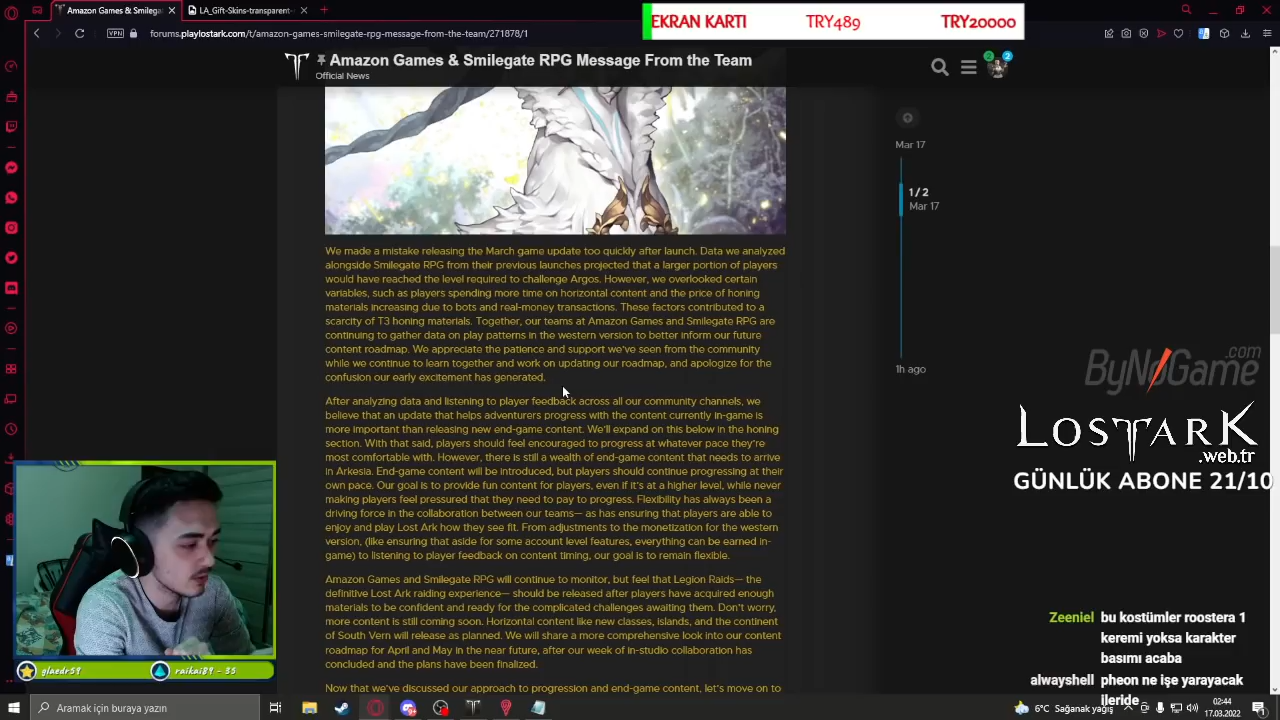 Amazon Games & Smilegate
LA_Gift-Skins-transparent-
EKRAN KARTI TRY489 TRY20000
VPN forums.playlostark.com/t/amazon-games-smilegate-rpg-message-from-the-team/271878/1
Amazon Games & Smilegate RPG Message From the Team
Official News
2 2
We made a mistake releasing the March game update too quickly after launch. Data we analyzed
alongside Smilegate RPG from their previous launches projected that a larger portion of players
would have reached the level required to challenge Argos. However, we overlooked certain
variables, such as players spending more time on horizontal content and the price of honing
materials increasing due to bots and real-money transactions. These factors contributed to a
scarcity of T3 honing materials. Together, our teams at Amazon Games and Smilegate RPG are
continuing to gather data on play patterns in the western version to better inform our future
content roadmap. We appreciate the patience and support we've seen from the community
while we continue to learn together and work on updating our roadmap, and apologize for the
confusion our early excitement has generated.
After analyzing data and listening to player feedback across all our community channels, we
believe that an update that helps adventurers progress with the content currently in-game is
more important than releasing new end-game content. We'll expand on this below in the honing
section. With that said, players should feel encouraged to progress at whatever pace they're
most comfortable with. However, there is still a wealth of end-game content that needs to arrive
in Arkesia. End-game content will be introduced, but players should continue progressing at their
own pace. Our goal is to provide fun content for players, even if it's at a higher level, while never
making players feel pressured that they need to pay to progress. Flexibility has always been a
driving force in the collaboration between our teams— as has ensuring that players are able to
enjoy and play Lost Ark how they see fit. From adjustments to the monetization for the western
version, (like ensuring that aside for some account level features, everything can be earned in-
game) to listening to player feedback on content timing, our goal is to remain flexible.
Amazon Games and Smilegate RPG will continue to monitor, but feel that Legion Raids— the
definitive Lost Ark raiding experience— should be released after players have acquired enough
materials to be confident and ready for the complicated challenges awaiting them. Don't worry,
more content is still coming soon. Horizontal content like new classes, islands, and the continent
of South Vern will release as planned. We will share a more comprehensive look into our content
roadmap for April and May in the near future, after our week of in-studio collaboration has
concluded and the plans have been finalized.
Now that we've discussed our approach to progression and end-game content, let's move on to
Mar 17
1 / 2
Mar 17
1h ago
ByNoGame.com
LOSTARK
.web.tr
GÜNLÜK ABONE 21/10
Zeeniel bu kostümler roostera 1
keremi yoksa karakter
basımı acaba
alwayshell pheon ne işe yarayacak
ilerde
glaedr59 raikai89 - 35
Aramak için buraya yazın
6°C Sağanak
02:44
17.03.2022
1